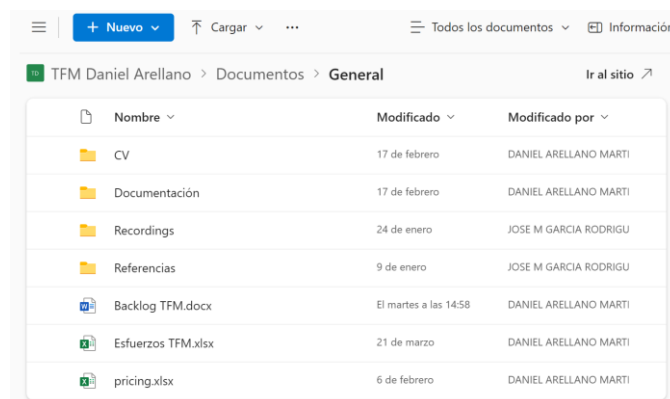 + Nuevo Cargar ... Todos los documentos Información
TD TFM Daniel Arellano > Documentos > General Ir al sitio
Nombre Modificado Modificado por
CV 17 de febrero DANIEL ARELLANO MARTI
Documentación 17 de febrero DANIEL ARELLANO MARTI
Recordings 24 de enero JOSE M GARCIA RODRIGU
Referencias 9 de enero JOSE M GARCIA RODRIGU
Backlog TFM.docx El martes a las 14:58 DANIEL ARELLANO MARTI
Esfuerzos TFM.xlsx 21 de marzo DANIEL ARELLANO MARTI
pricing.xlsx 6 de febrero DANIEL ARELLANO MARTI